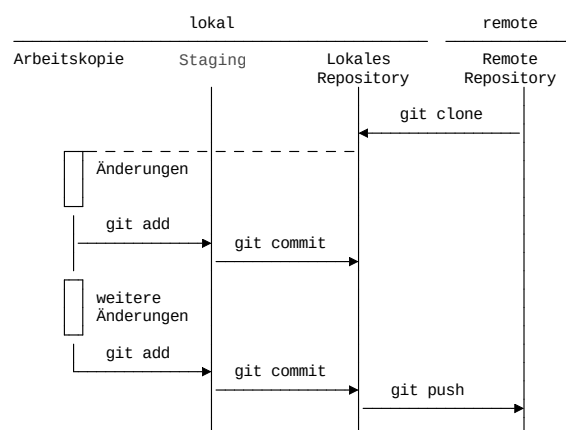 lokal
remote
Arbeitskopie
Staging
Lokales
Repository
Remote
Repository
git clone
Änderungen
git add
git commit
weitere
Änderungen
git add
git commit
git push